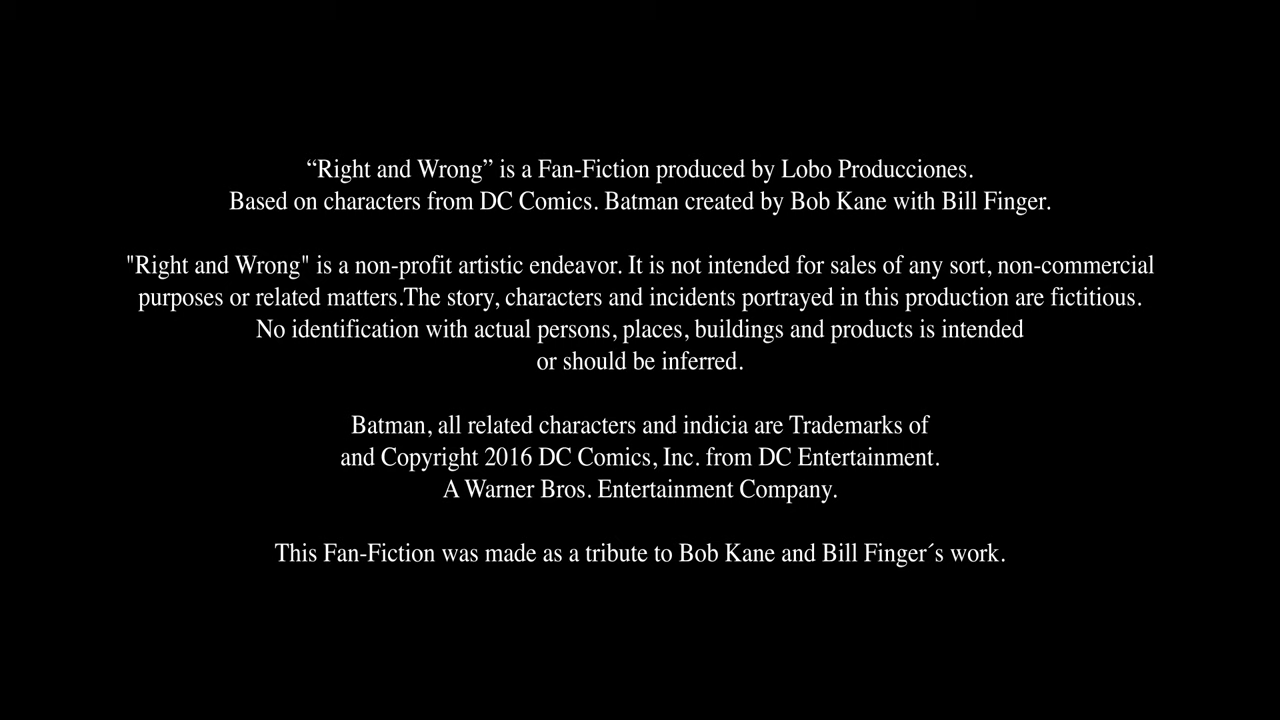 “Right and Wrong” is a Fan-Fiction produced by Lobo Producciones.
Based on characters from DC Comics. Batman created by Bob Kane with Bill Finger.
"Right and Wrong" is a non-profit artistic endeavor. It is not intended for sales of any sort, non-commercial
purposes or related matters.The story, characters and incidents portrayed in this production are fictitious.
No identification with actual persons, places, buildings and products is intended
or should be inferred.
Batman, all related characters and indicia are Trademarks of
and Copyright 2016 DC Comics, Inc. from DC Entertainment.
A Warner Bros. Entertainment Company.
This Fan-Fiction was made as a tribute to Bob Kane and Bill Finger´s work.